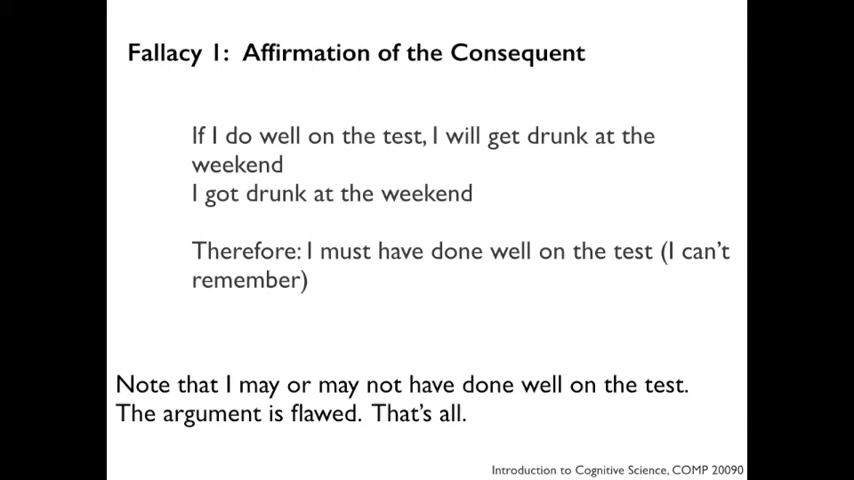 Fallacy 1: Affirmation of the Consequent
If I do well on the test, I will get drunk at the
weekend
I got drunk at the weekend
Therefore: I must have done well on the test (I can't
remember)
Note that I may or may not have done well on the test.
The argument is flawed. That's all.
Introduction to Cognitive Science, COMP 20090